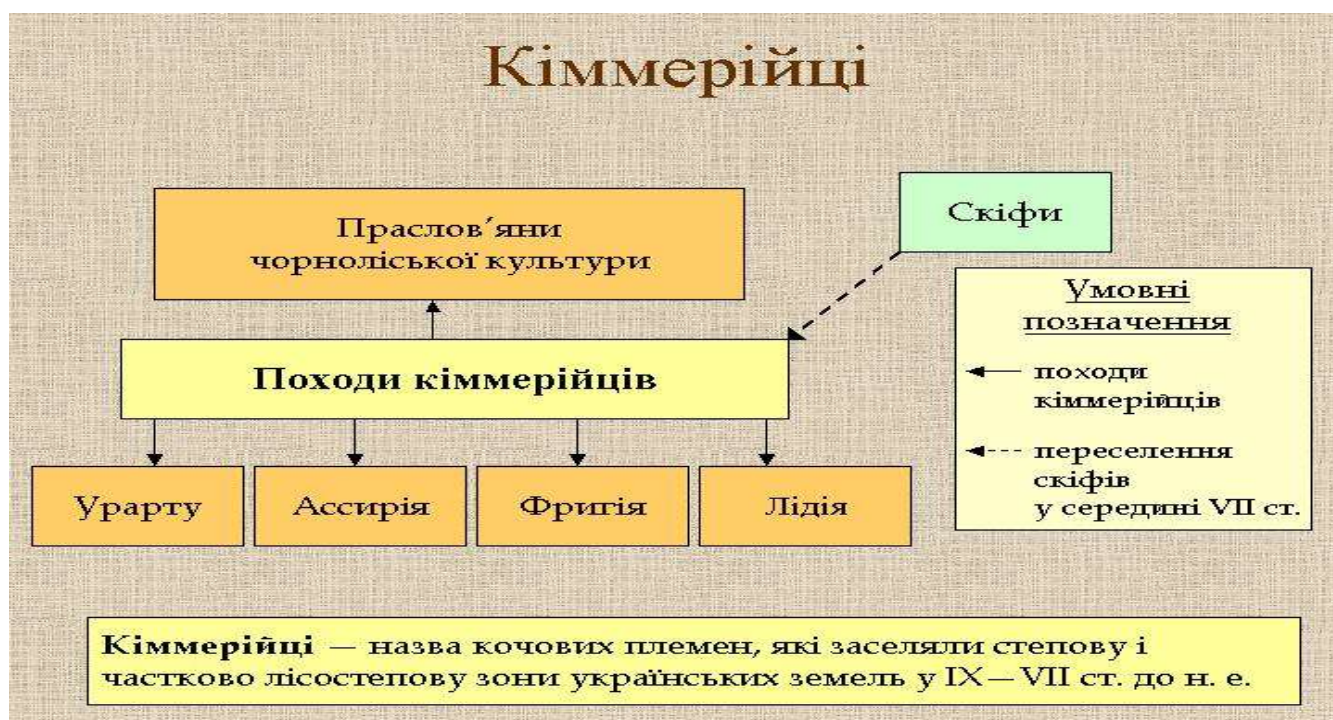 Кіммерійці
Праслов′яни
чорноліської культури
Скіфи
Походи кіммерійців
Урарту
Ассирія
Фригія
Лідія
Умовні
позначення
походи
кіммерійців
переселення
скіфів
у середині VII ст.
Кіммерійці — назва кочових племен, які заселяли степову і
частково лісостепову зони українських земель у IX—VII ст. до н. е.